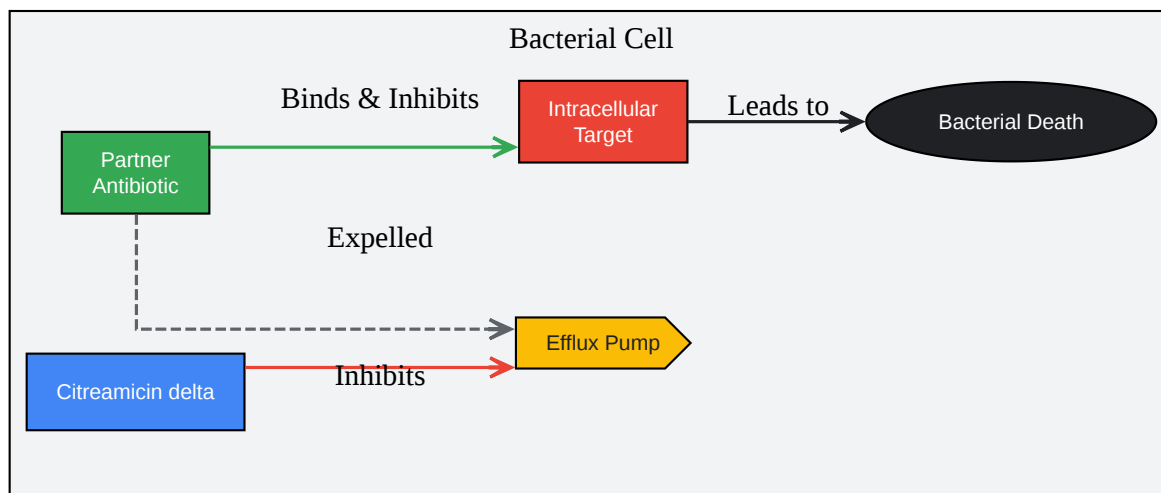 Bacterial Cell
Binds & Inhibits
Intracellular
Target
Leads to
Bacterial Death
Partner
Antibiotic
Expelled
Efflux Pump
Inhibits
Citreamicin delta